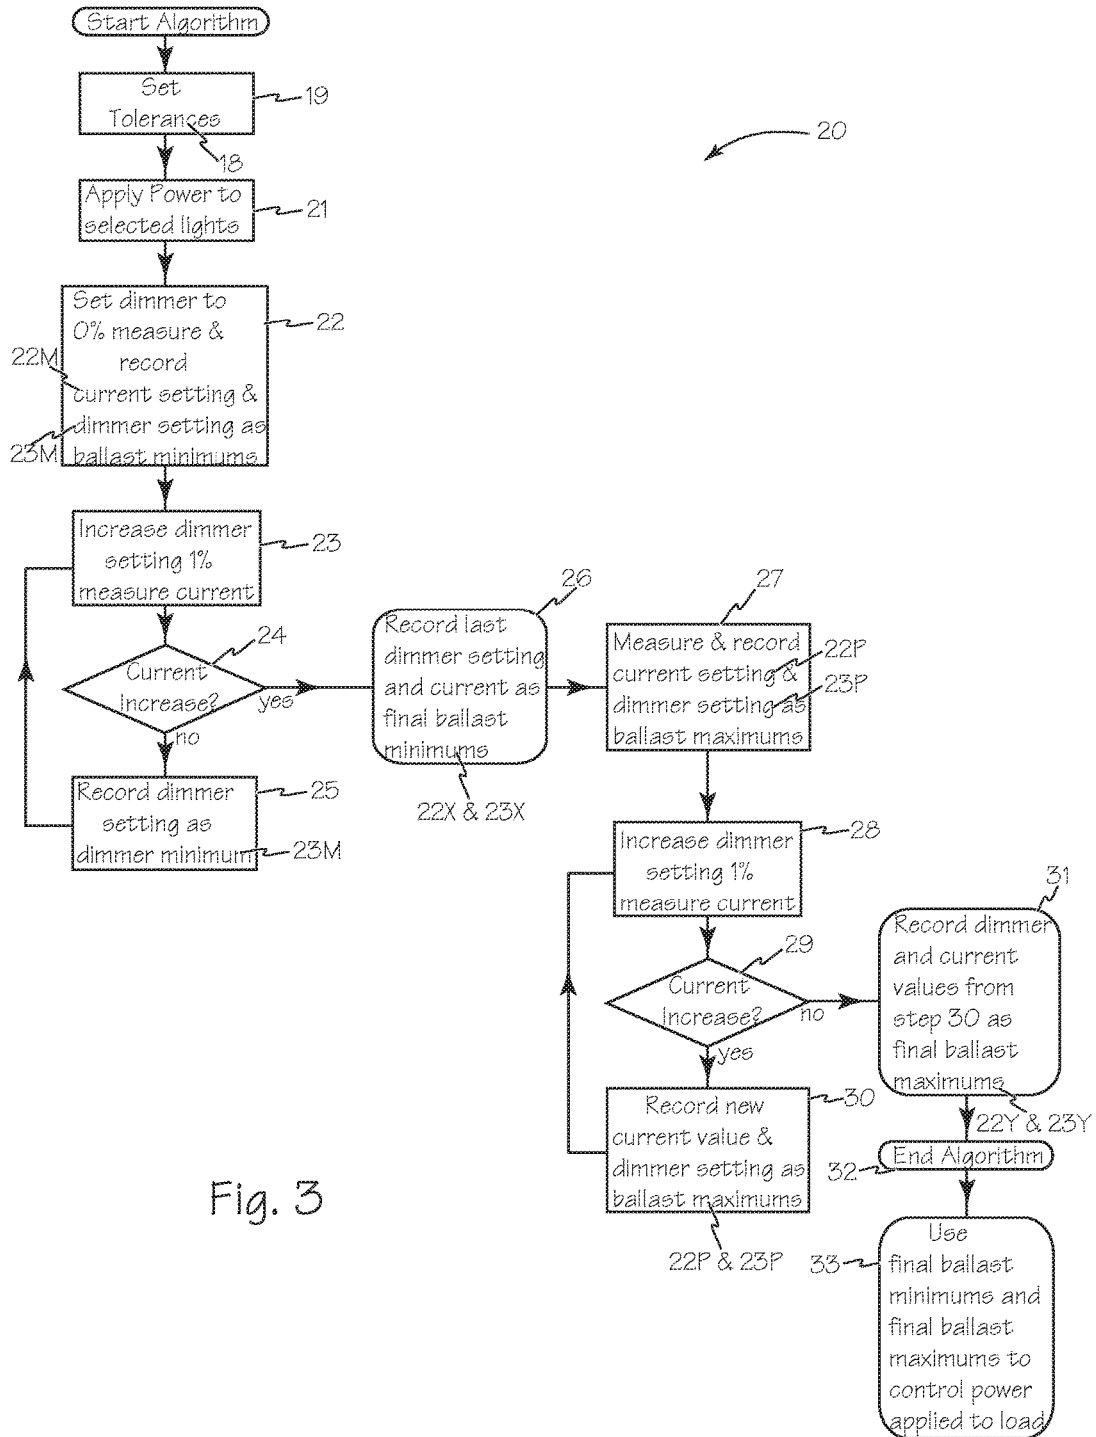 Start Algorithm
Set
Tolerances
19
18
20
Apply Power to
selected lights
21
Set dimmer to
0% measure &
record
current setting &
dimmer setting as
ballast minimums
22
22M
23M
Increase dimmer
setting 1%
measure current
23
Current
Increase?
24
yes
no
Record dimmer
setting as
dimmer minimum
25
23M
Record last
dimmer setting
and current as
final ballast
minimums
26
22X & 23X
Measure & record
current setting &
dimmer setting as
ballast maximums
27
22P
23P
Increase dimmer
setting 1%
measure current
28
Current
Increase?
29
no
yes
Record new
current value &
dimmer setting as
ballast maximums
30
22P & 23P
Record dimmer
and current
values from
step 30 as
final ballast
maximums
31
22Y & 23Y
End Algorithm
32
Use
final ballast
minimums and
final ballast
maximums to
control power
applied to load
33
Fig. 3